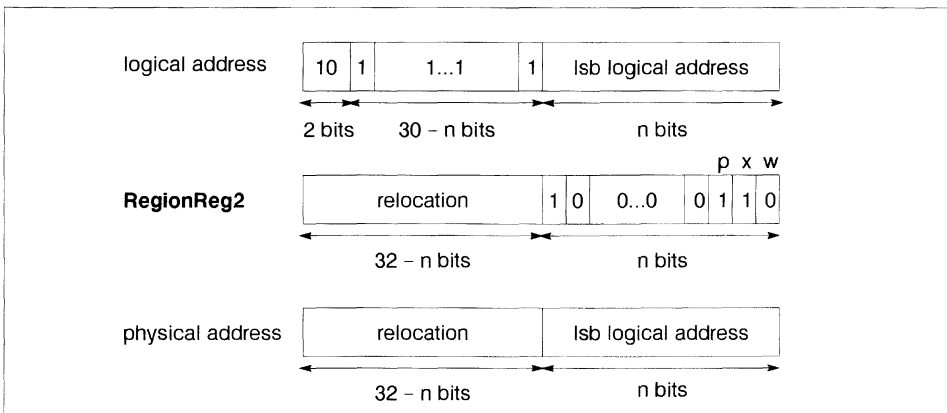 logical address 10 1 1...1 1 lsb logical address
2 bits 30 – n bits n bits
p x w
RegionReg2 relocation 1 0 0...0 0 1 1 0
32 – n bits n bits
physical address relocation lsb logical address
32 – n bits n bits